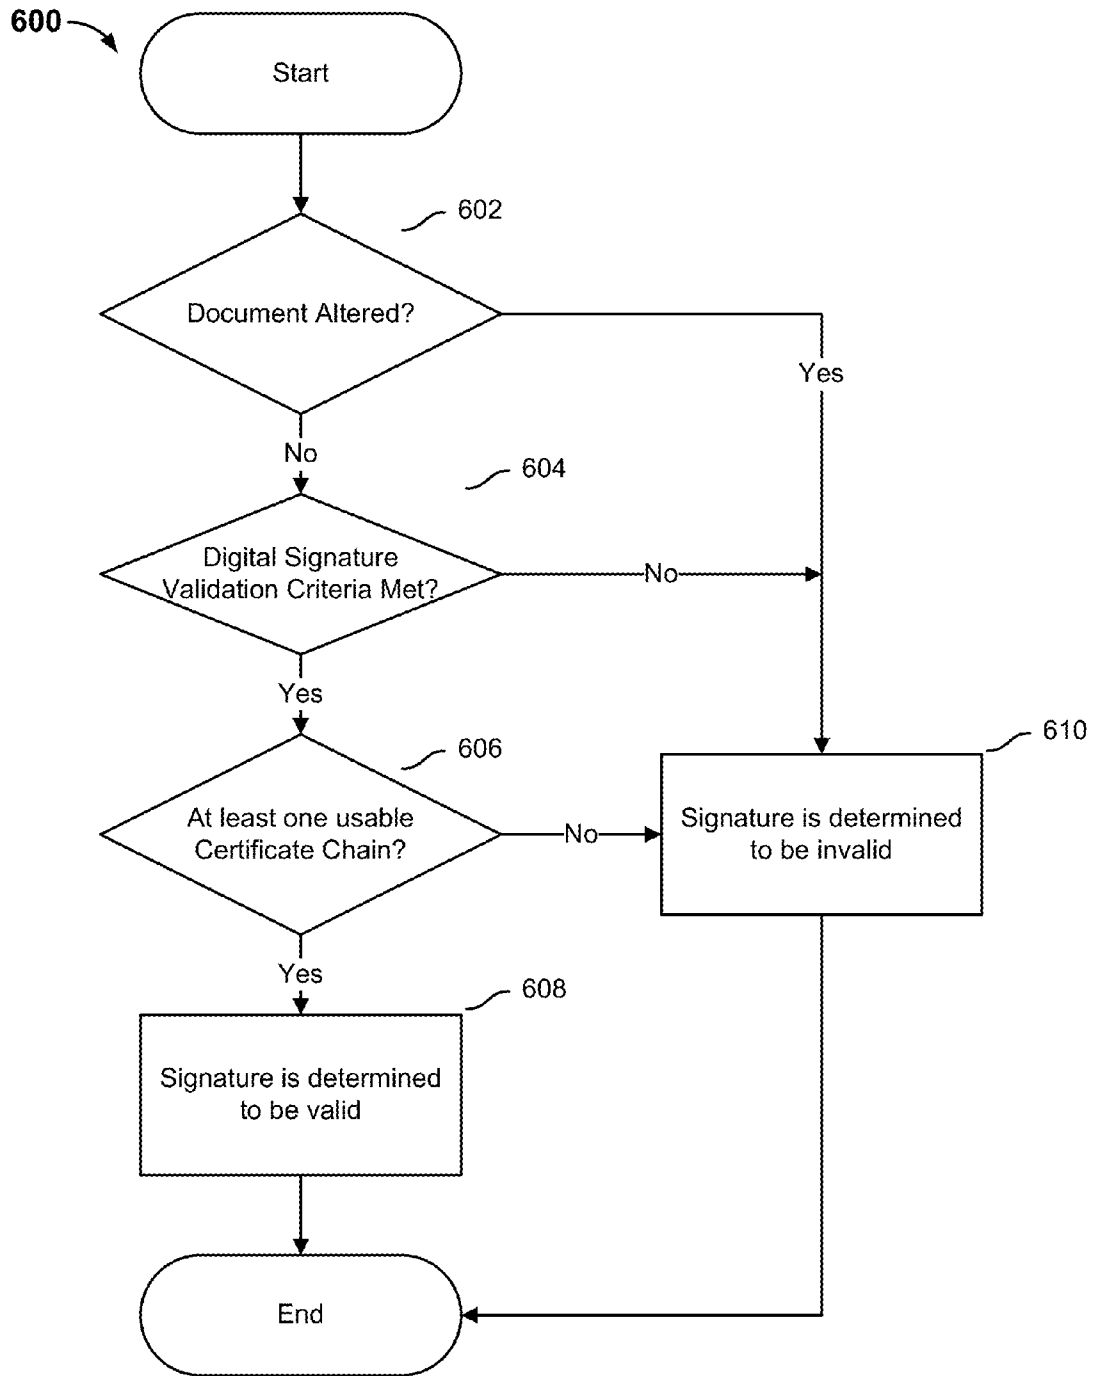 600
Start
602
Document Altered?
Yes
No
604
Digital Signature
Validation Criteria Met?
No
Yes
606
610
At least one usable
Certificate Chain?
No
Signature is determined
to be invalid
Yes
608
Signature is determined
to be valid
End